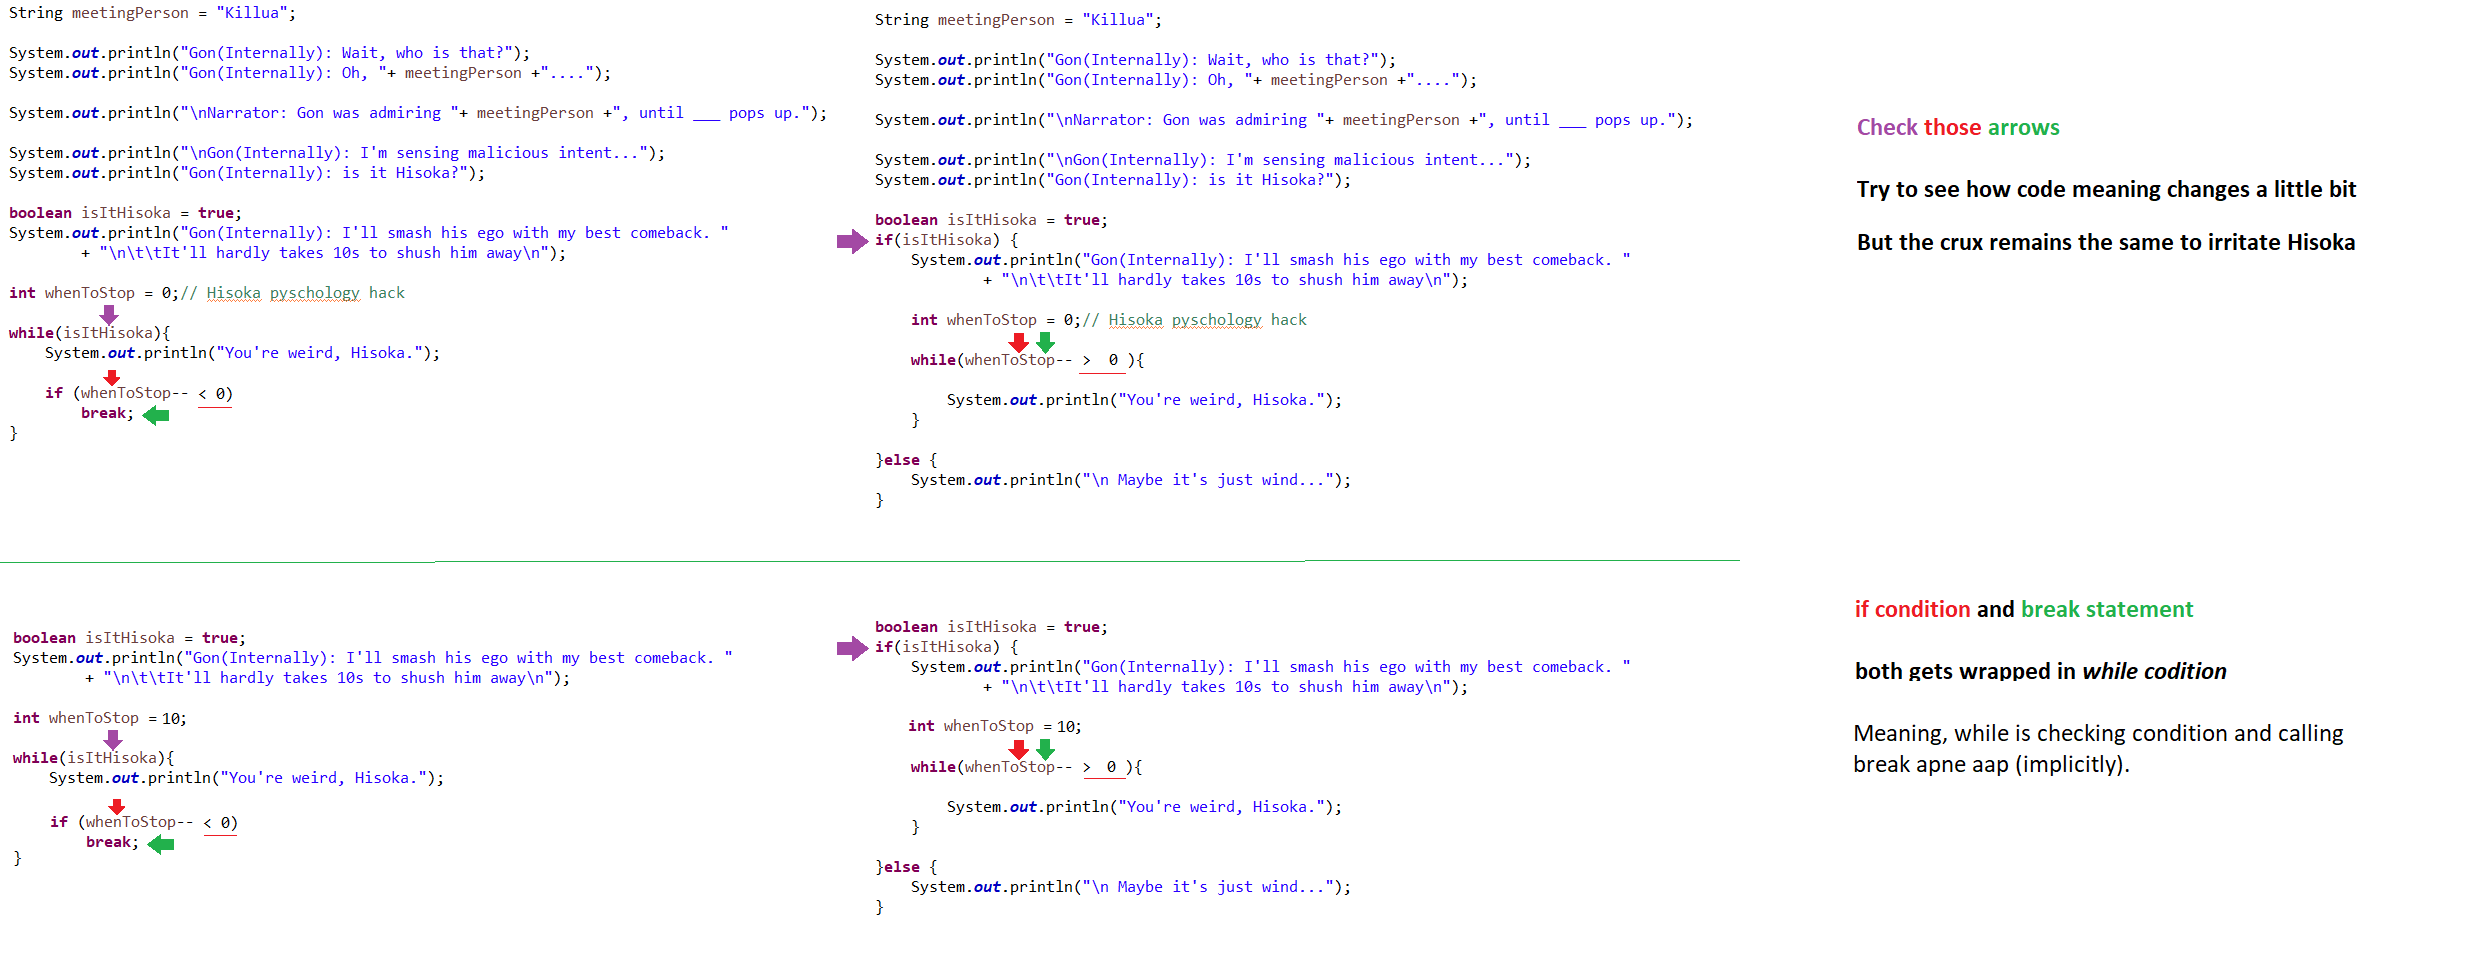 String meetingPerson = "Killua";
System.out.println("Gon(Internally): Wait, who is that?");
System.out.println("Gon(Internally): Oh, "+ meetingPerson +"....");
System.out.println("\nNarrator: Gon was admiring "+ meetingPerson +", until ___ pops up.");
System.out.println("\nGon(Internally): I'm sensing malicious intent...");
System.out.println("Gon(Internally): is it Hisoka?");
boolean isItHisoka = true;
System.out.println("Gon(Internally): I'll smash his ego with my best comeback. "
+ "\n\t\tIt'll hardly takes 10s to shush him away\n");
int whenToStop = 0;// Hisoka pyschology hack
while(isItHisoka){
System.out.println("You're weird, Hisoka.");
if (whenToStop-- < 0)
break;
}
String meetingPerson = "Killua";
System.out.println("Gon(Internally): Wait, who is that?");
System.out.println("Gon(Internally): Oh, "+ meetingPerson +"....");
System.out.println("\nNarrator: Gon was admiring "+ meetingPerson +", until ___ pops up.");
System.out.println("\nGon(Internally): I'm sensing malicious intent...");
System.out.println("Gon(Internally): is it Hisoka?");
boolean isItHisoka = true;
if(isItHisoka) {
System.out.println("Gon(Internally): I'll smash his ego with my best comeback. "
+ "\n\t\tIt'll hardly takes 10s to shush him away\n");
int whenToStop = 0;// Hisoka pyschology hack
while(whenToStop-- > 0 ){
System.out.println("You're weird, Hisoka.");
}
}else {
System.out.println("\n Maybe it's just wind...");
}
Check those arrows
Try to see how code meaning changes a little bit
But the crux remains the same to irritate Hisoka
boolean isItHisoka = true;
System.out.println("Gon(Internally): I'll smash his ego with my best comeback. "
+ "\n\t\tIt'll hardly takes 10s to shush him away\n");
int whenToStop = 10;
while(isItHisoka){
System.out.println("You're weird, Hisoka.");
if (whenToStop-- < 0)
break;
}
boolean isItHisoka = true;
if(isItHisoka) {
System.out.println("Gon(Internally): I'll smash his ego with my best comeback. "
+ "\n\t\tIt'll hardly takes 10s to shush him away\n");
int whenToStop = 10;
while(whenToStop-- > 0 ){
System.out.println("You're weird, Hisoka.");
}
}else {
System.out.println("\n Maybe it's just wind...");
}
if condition and break statement
both gets wrapped in while codition
Meaning, while is checking condition and calling
break apne aap (implicitly).